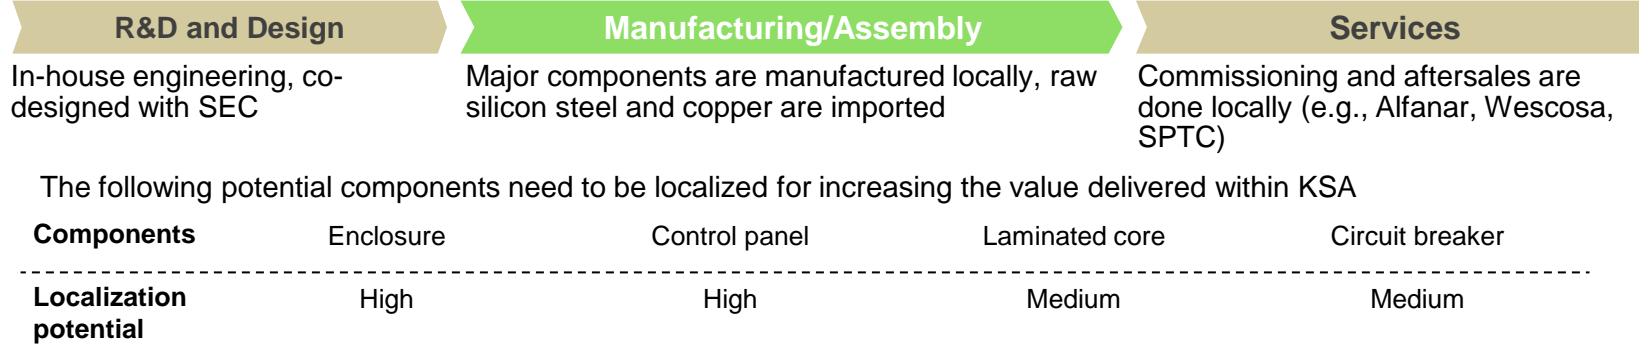 R&D and Design
Manufacturing/Assembly
Services
In-house engineering, co-
designed with SEC
Major components are manufactured locally, raw
silicon steel and copper are imported
Commissioning and aftersales are
done locally (e.g., Alfanar, Wescosa,
SPTC)
The following potential components need to be localized for increasing the value delivered within KSA
Components Enclosure Control panel Laminated core Circuit breaker
Localization High High Medium Medium
potential